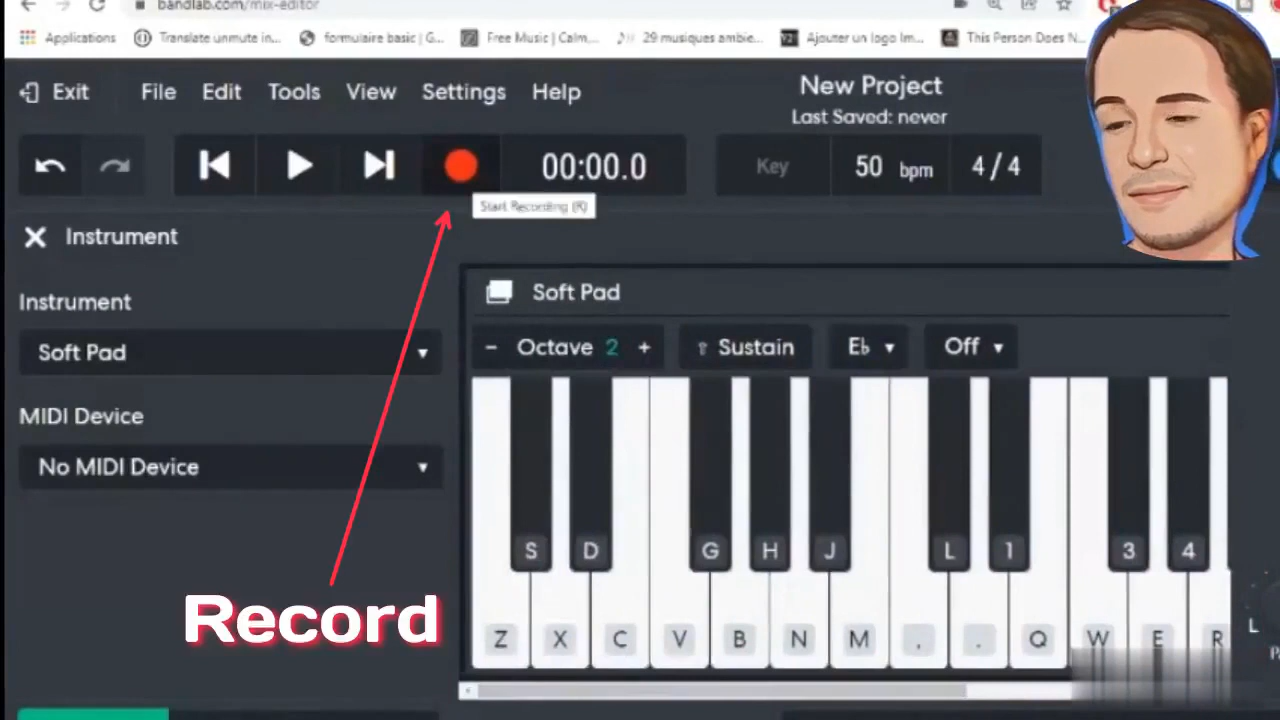 bandlab.com/mix-editor
Applications Translate unmute in... formulaire basic | G... Free Music | Calm,... 29 musiques ambie... Ajouter un logo Im... This Person Does N...
Exit File Edit Tools View Settings Help
New Project
Last Saved: never
00:00.0 Key 50 bpm 4 / 4
Start Recording (R)
Instrument
Instrument
Soft Pad
MIDI Device
No MIDI Device
Soft Pad
- Octave 2 + ⇧ Sustain E♭ Off
S D G H J L 1 3 4
Z X C V B N M , . Q W E R
L
Record